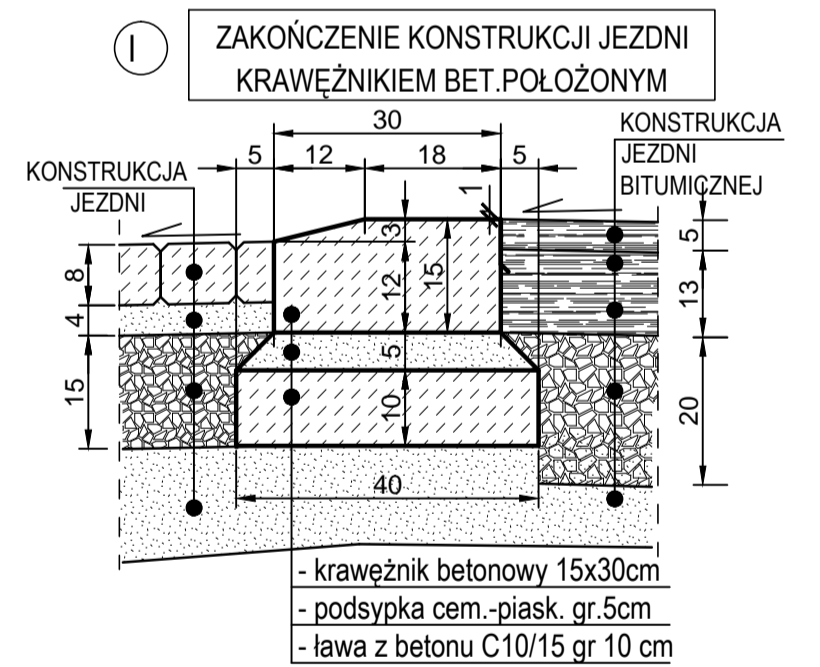 I
ZAKOŃCZENIE KONSTRUKCJI JEZDNI
KRAWĘŻNIKIEM BET.POŁOŻONYM
30
KONSTRUKCJA
JEZDNI
BITUMICZNEJ
5 12 18 5
KONSTRUKCJA
JEZDNI
1
3
5
8
12
15
13
4
5
15
10
20
40
- krawężnik betonowy 15x30cm
- podsypka cem.-piask. gr.5cm
- ława z betonu C10/15 gr 10 cm